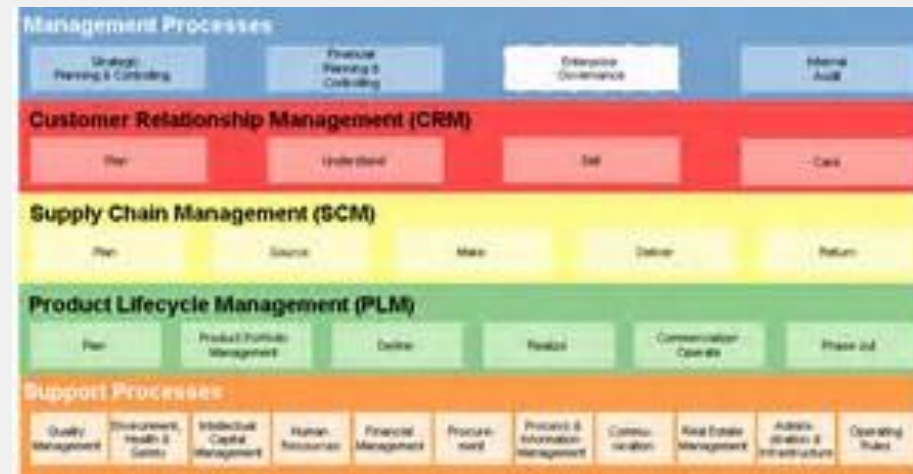 Management Processes
Strategic
Planning & Controlling
Financial
Planning &
Controlling
Enterprise
Governance
Internal
Audit
Customer Relationship Management (CRM)
Plan
Understand
Sell
Care
Supply Chain Management (SCM)
Plan
Source
Make
Deliver
Return
Product Lifecycle Management (PLM)
Plan
Product Portfolio
Management
Define
Realize
Commercialize/
Operate
Phase out
Support Processes
Quality
Management
Environment,
Health &
Safety
Intellectual
Capital
Management
Human
Resources
Financial
Management
Procure-
ment
Process &
Information
Management
Commu-
nication
Real Estate
Management
Admini-
stration &
Infrastructure
Operating
Rules